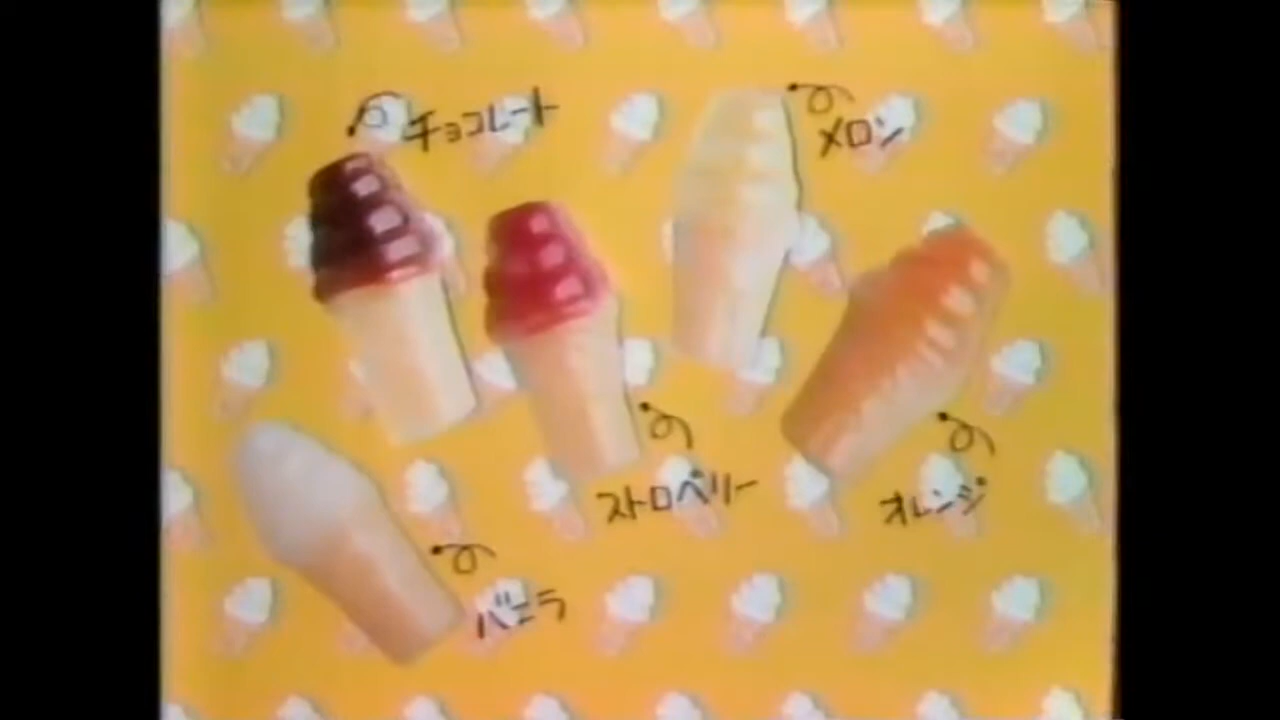 チョコレート
メロン
ストロベリー
オレンジ
バニラ